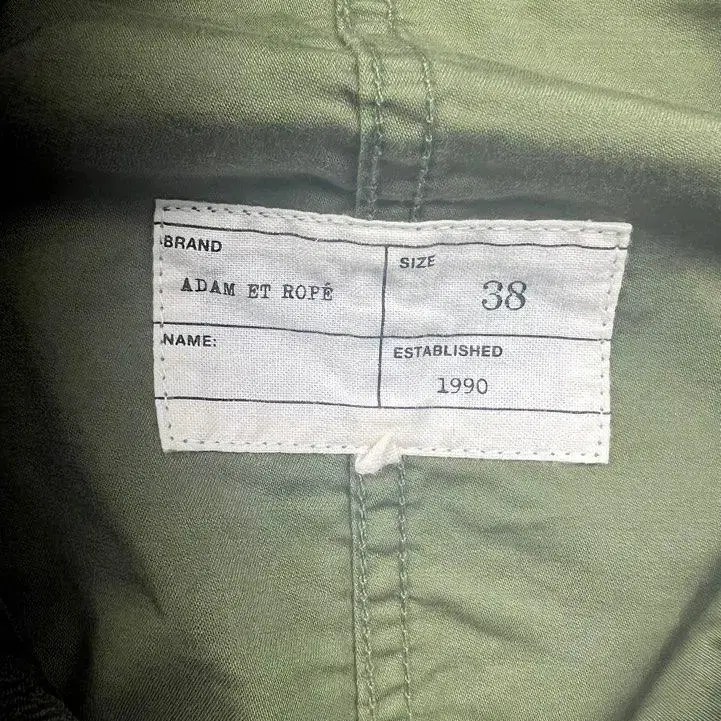 BRAND
ADAM ET ROPÉ
SIZE
38
NAME:
ESTABLISHED
1990